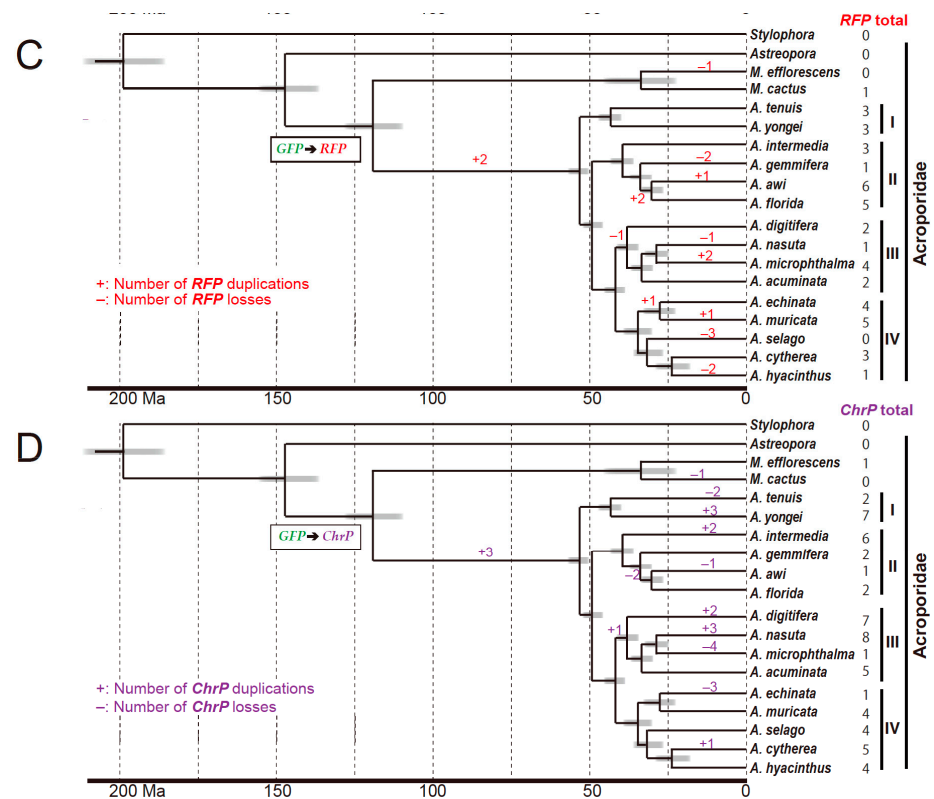 RFP total
C
Stylophora 0
Astreopora 0
–1 M. efflorescens 0
M. cactus 1
A. tenuis 3
I
A. yongei 3
GFP➔RFP
A. intermedia 3
+2 –2 A. gemmifera 1
II
+1 A. awi 6
+2 A. florida 5
Acroporidae
A. digitifera 2
–1 –1 A. nasuta 1
III
+2 A. microphthalma 4
A. acuminata 2
+: Number of RFP duplications
–: Number of RFP losses
+1 A. echinata 4
+1 A. muricata 5
–3 A. selago 0
IV
A. cytherea 3
–2 A. hyacinthus 1
200 Ma 150 100 50 0
ChrP total
D
Stylophora 0
Astreopora 0
M. efflorescens 1
–1 M. cactus 0
–2 A. tenuis 2
I
+3 A. yongei 7
GFP➔ChrP
+2 A. intermedia 6
+3 A. gemmifera 2
II
–2 –1 A. awi 1
A. florida 2
Acroporidae
+2 A. digitifera 7
+1 +3 A. nasuta 8
III
–4 A. microphthalma 1
A. acuminata 5
+: Number of ChrP duplications
–: Number of ChrP losses
–3 A. echinata 1
A. muricata 4
A. selago 4
IV
+1 A. cytherea 5
A. hyacinthus 4
200 Ma 150 100 50 0